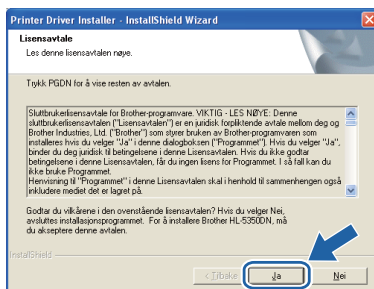 Printer Driver Installer - InstallShield Wizard
Lisensavtale
Les denne lisensavtalen nøye.
Trykk PGDN for å vise resten av avtalen.
Sluttbrukerlisensavtale for Brother-programvare. VIKTIG - LES NØYE: Denne
sluttbrukerlisensavtalen ("Lisensavtalen") er en juridisk forpliktende avtale mellom deg og
Brother Industries, Ltd. ("Brother") som styrer bruken av Brother-programvaren som
installeres hvis du velger "Ja" i denne dialogboksen ("Programmet"). Hvis du velger "Ja",
binder du deg juridisk til betingelsene i denne Lisensavtalen. Hvis du ikke godtar
betingelsene i denne Lisensavtalen, får du ingen lisens for Programmet. I så fall kan du
ikke bruke Programmet.
Henvisning til "Programmet" i denne Lisensavtalen skal i henhold til sammenhengen også
inkludere mediet det er lagret på.
Godtar du vilkårene i den ovenstående lisensavtalen? Hvis du velger Nei,
avsluttes installasjonsprogrammet. For å installere Brother HL-5350DN, må
du akseptere denne avtalen.
InstallShield
< Tilbake
Ja
Nei